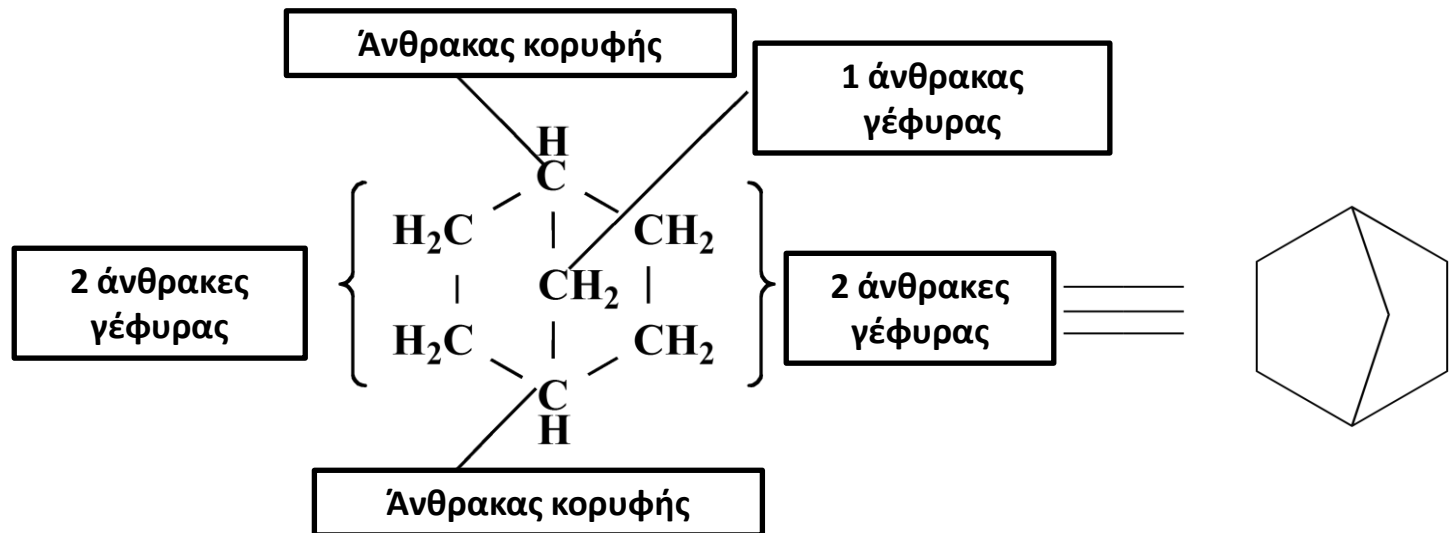 Άνθρακας κορυφής
1 άνθρακας
γέφυρας
H
C
H₂C
CH₂
2 άνθρακες
γέφυρας
CH₂
2 άνθρακες
γέφυρας
H₂C
CH₂
C
H
Άνθρακας κορυφής